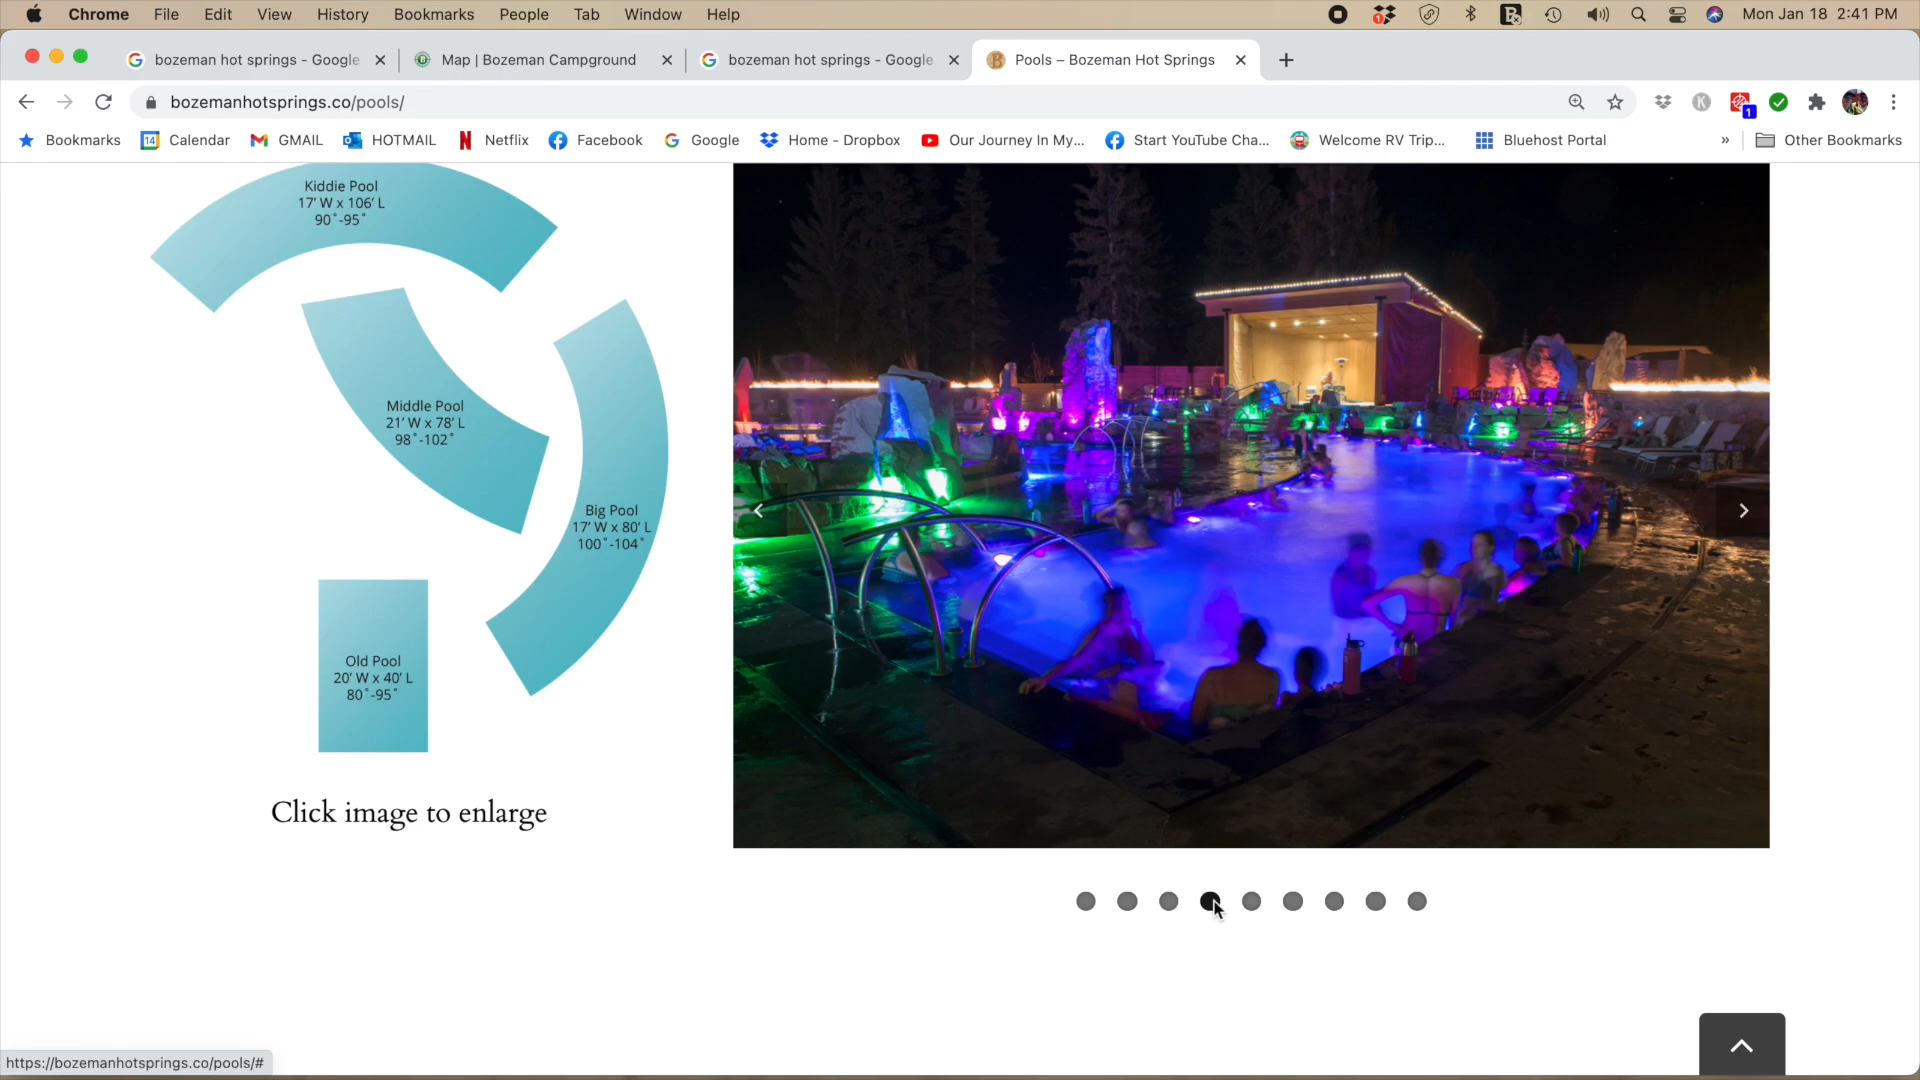 Chrome File Edit View History Bookmarks People Tab Window Help
1
Mon Jan 18 2:41 PM
bozeman hot springs - Google
Map | Bozeman Campground
bozeman hot springs - Google
Pools – Bozeman Hot Springs
bozemanhotsprings.co/pools/
K
1
Bookmarks
14 Calendar
GMAIL
HOTMAIL
Netflix
Facebook
Google
Home - Dropbox
Our Journey In My...
Start YouTube Cha...
Welcome RV Trip...
Bluehost Portal
»
Other Bookmarks
Kiddie Pool
17' W x 106' L
90˚-95˚
Middle Pool
21' W x 78' L
98˚-102˚
Big Pool
17' W x 80' L
100˚-104˚
Old Pool
20' W x 40' L
80˚-95˚
Click image to enlarge
https://bozemanhotsprings.co/pools/#